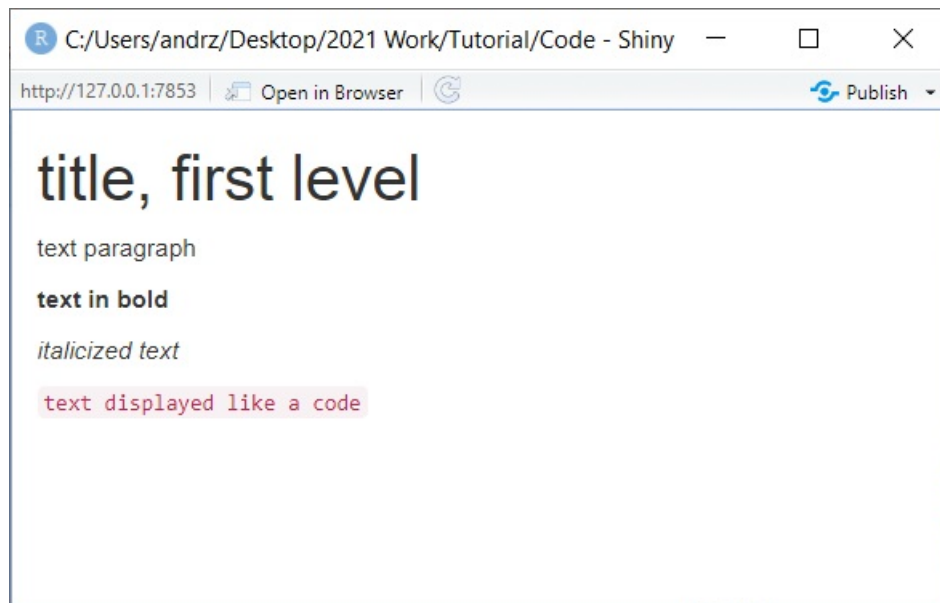 R C:/Users/andrz/Desktop/2021 Work/Tutorial/Code - Shiny
http://127.0.0.1:7853 Open in Browser Publish
title, first level
text paragraph
text in bold
italicized text
text displayed like a code